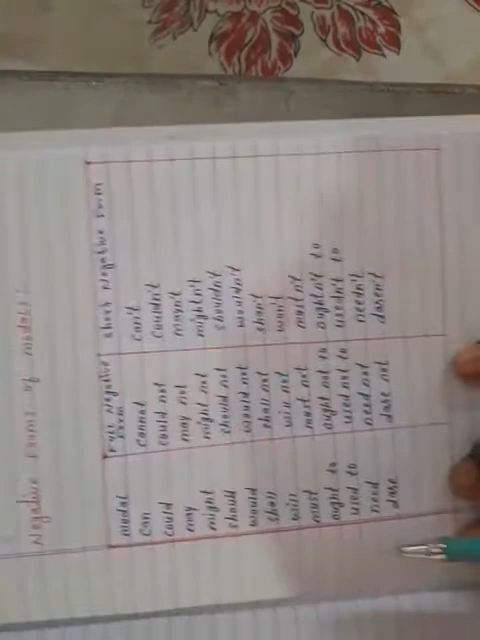 Negative Forms of modals:
modal Full Negative Form Short Negative Form
Can Cannot Can't
Could could not Couldn't
may may not mayn't
might might not mightn't
should should not shouldn't
would would not wouldn't
shall shall not shan't
will will not won't
must must not mustn't
ought to ought not to oughtn't to
used to used not to usedn't to
need need not needn't
dare dare not daren't